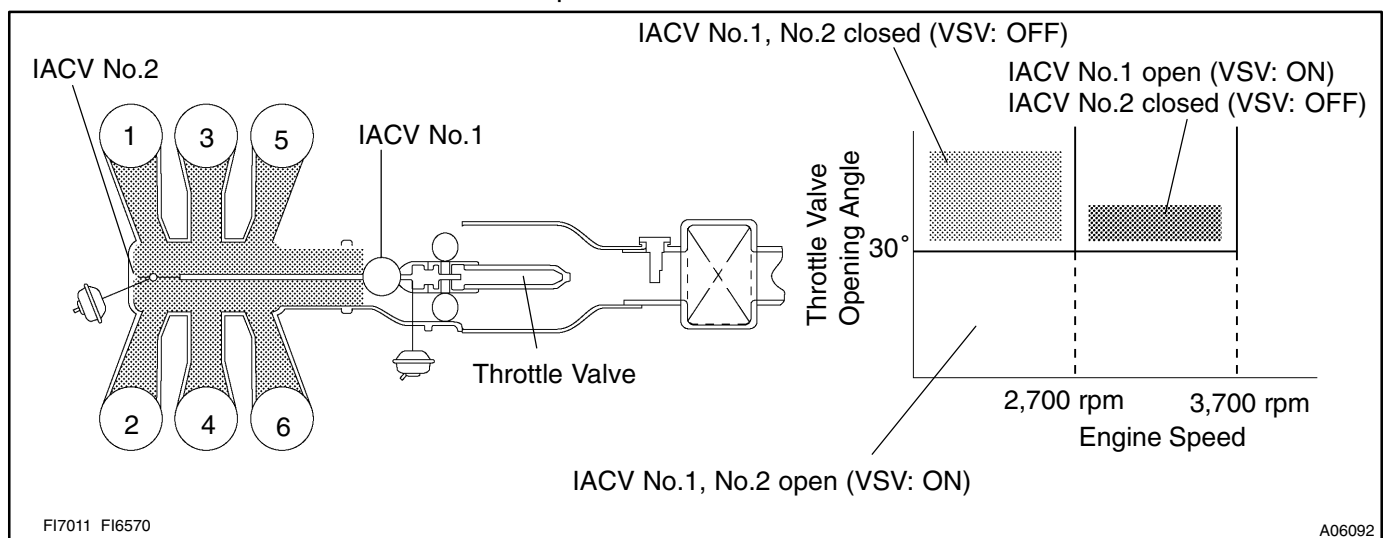 IACV No.1, No.2 closed (VSV: OFF)
IACV No.2
IACV No.1 open (VSV: ON)
IACV No.2 closed (VSV: OFF)
1
3
5
IACV No.1
Throttle Valve
Opening Angle
30°
Throttle Valve
2
4
6
2,700 rpm
3,700 rpm
Engine Speed
IACV No.1, No.2 open (VSV: ON)
FI7011 FI6570
A06092